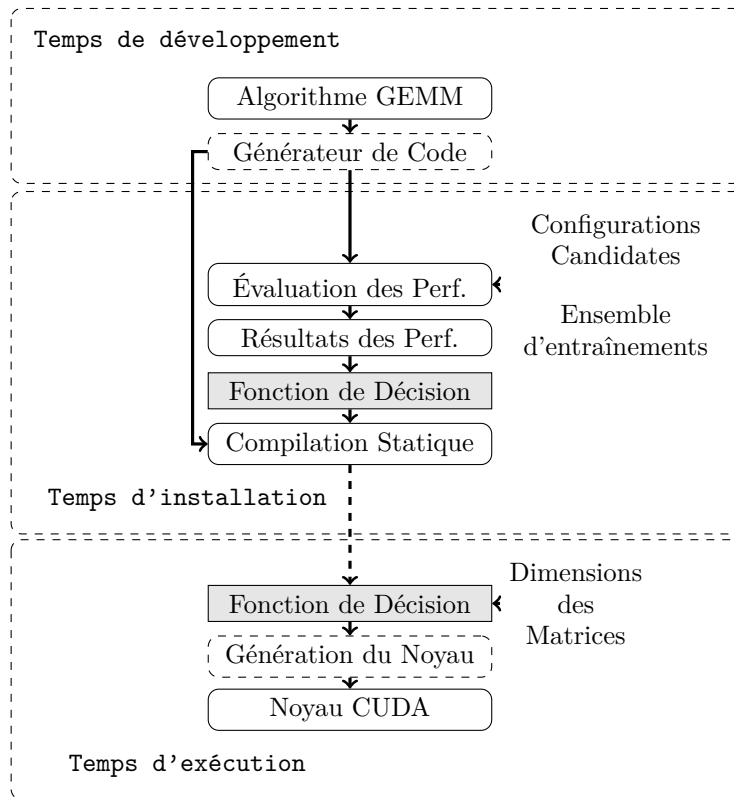 Temps de développement
Algorithme GEMM
Générateur de Code
Configurations
Candidates
Évaluation des Perf.
Ensemble
d'entraînements
Résultats des Perf.
Fonction de Décision
Compilation Statique
Temps d'installation
Dimensions
des
Matrices
Fonction de Décision
Génération du Noyau
Noyau CUDA
Temps d'exécution